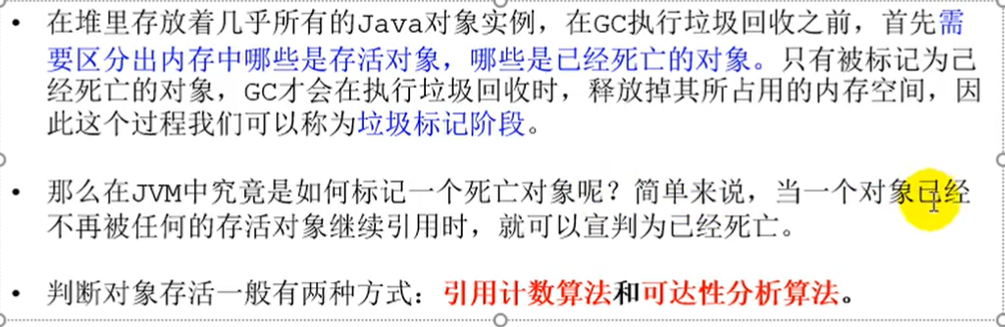 • 在堆里存放着几乎所有的Java对象实例，在GC执行垃圾回收之前，首先需
要区分出内存中哪些是存活对象，哪些是已经死亡的对象。只有被标记为己
经死亡的对象，GC才会在执行垃圾回收时，释放掉其所占用的内存空间，因
此这个过程我们可以称为垃圾标记阶段。
• 那么在JVM中究竟是如何标记一个死亡对象呢？简单来说，当一个对象已经
不再被任何的存活对象继续引用时，就可以宣判为已经死亡。
• 判断对象存活一般有两种方式：引用计数算法和可达性分析算法。